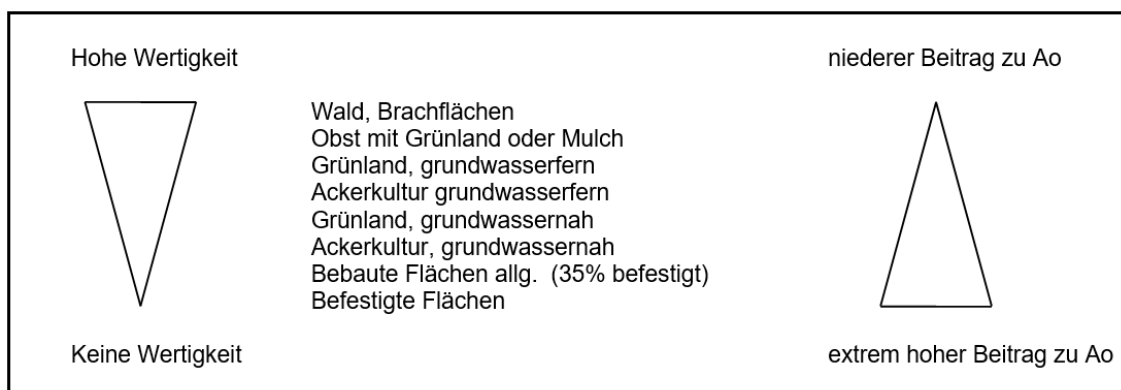 Hohe Wertigkeit
niederer Beitrag zu Ao
Wald, Brachflächen
Obst mit Grünland oder Mulch
Grünland, grundwasserfern
Ackerkultur grundwasserfern
Grünland, grundwassernah
Ackerkultur, grundwassernah
Bebaute Flächen allg. (35% befestigt)
Befestigte Flächen
Keine Wertigkeit
extrem hoher Beitrag zu Ao